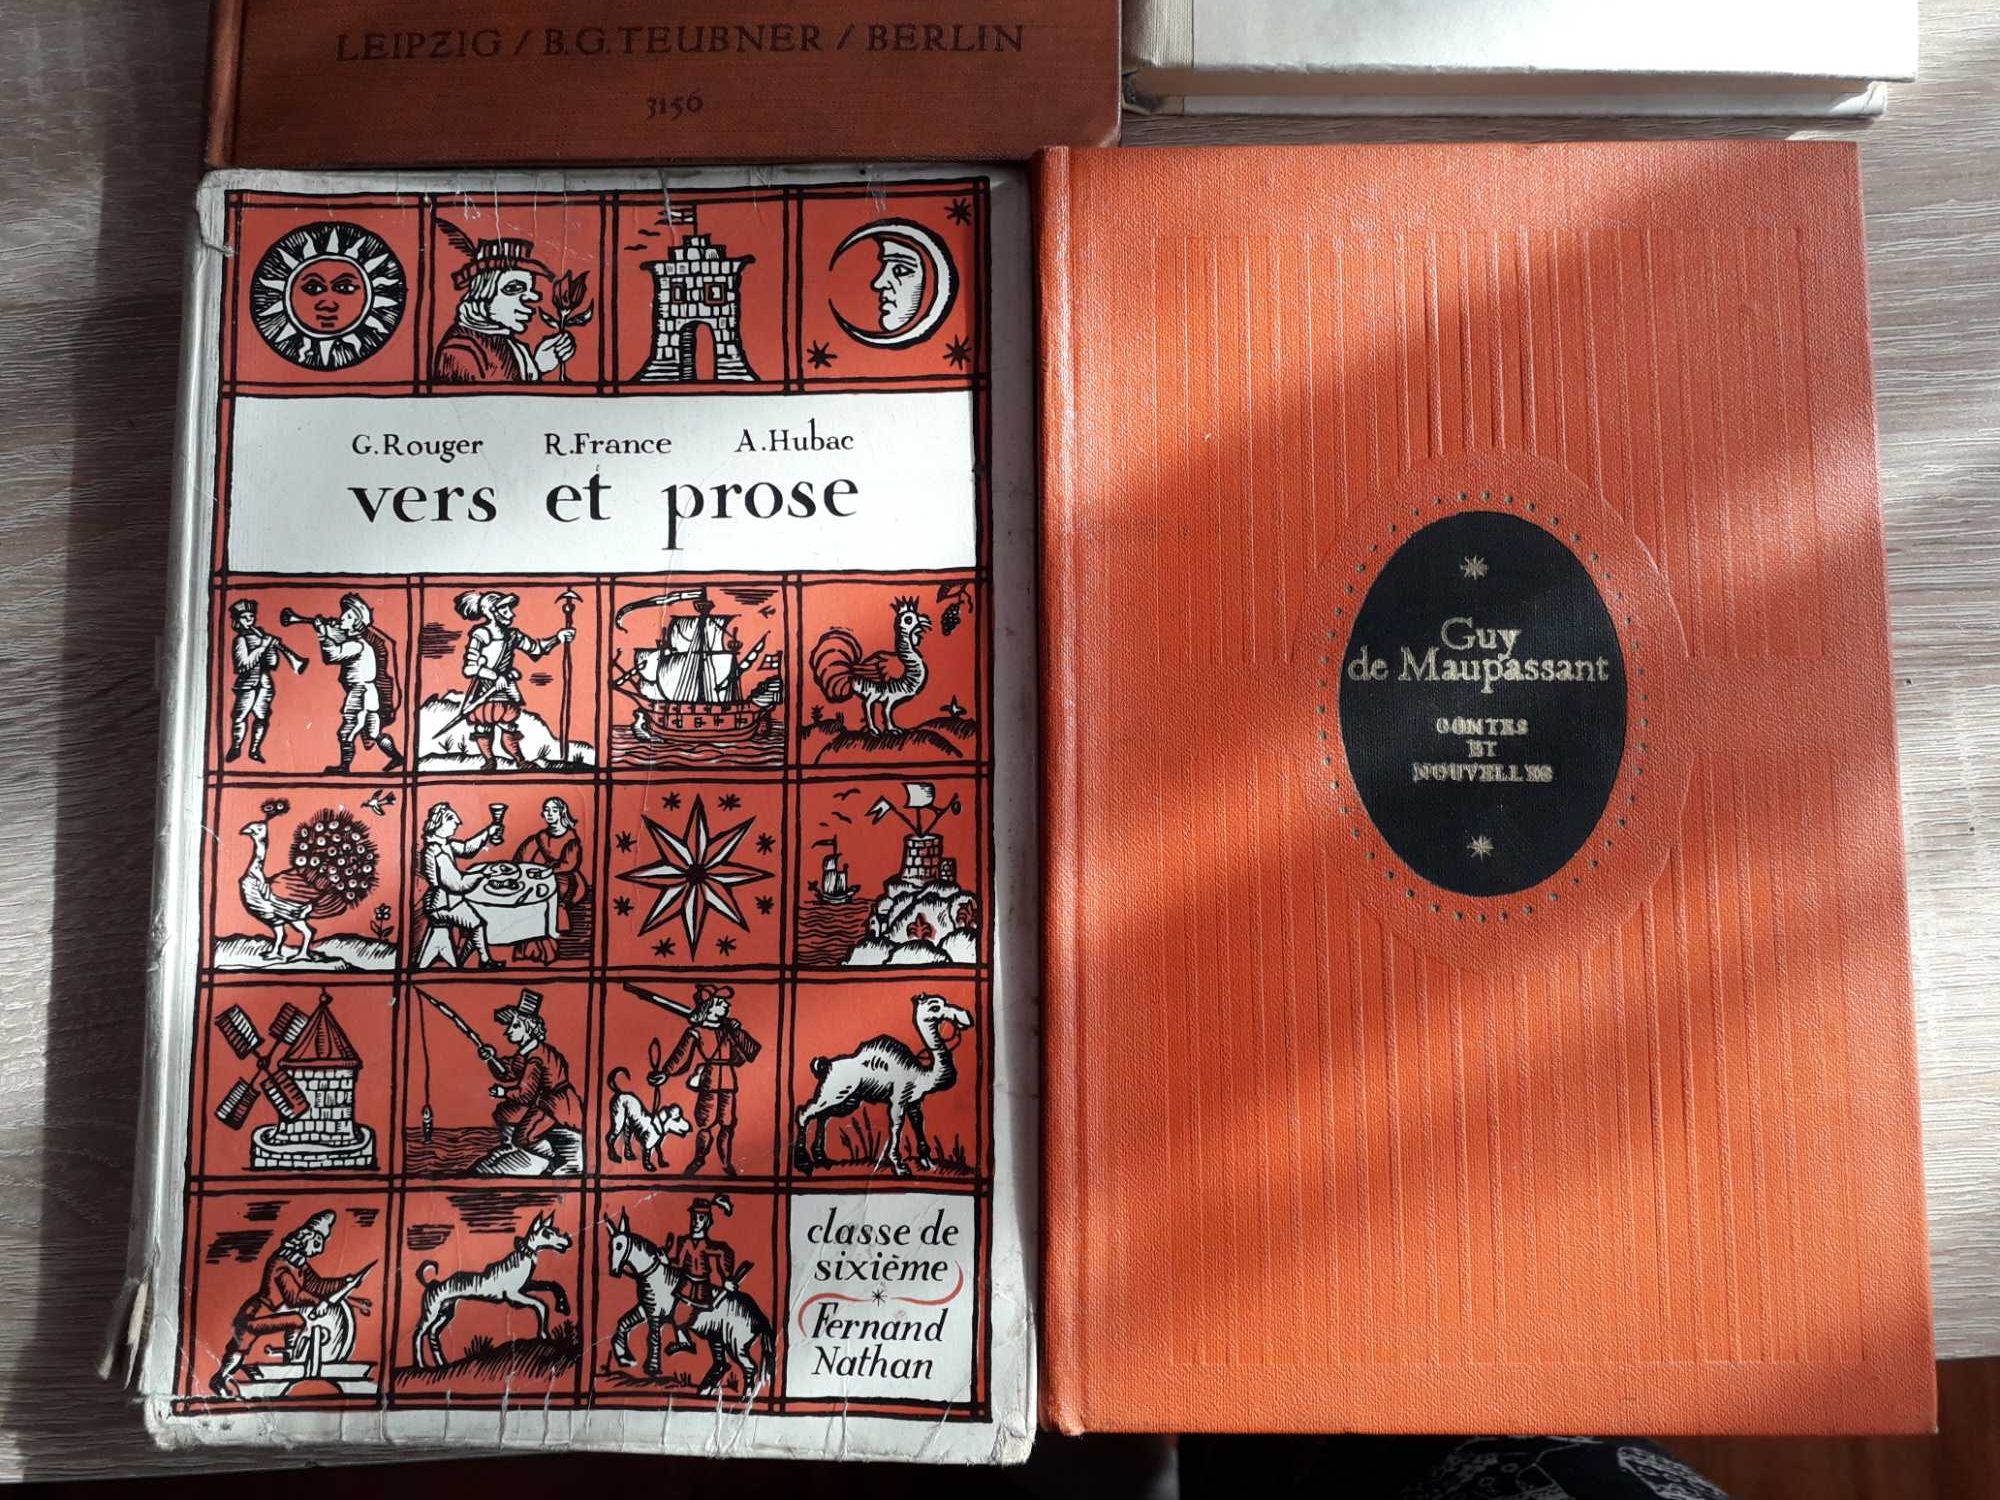 LEIPZIG / B.G. TEUBNER / BERLIN
3156
G. Rouger R. France A. Hubac
vers et prose
classe de
sixième
Fernand
Nathan
Guy
de Maupassant
CONTES
ET
NOUVELLES